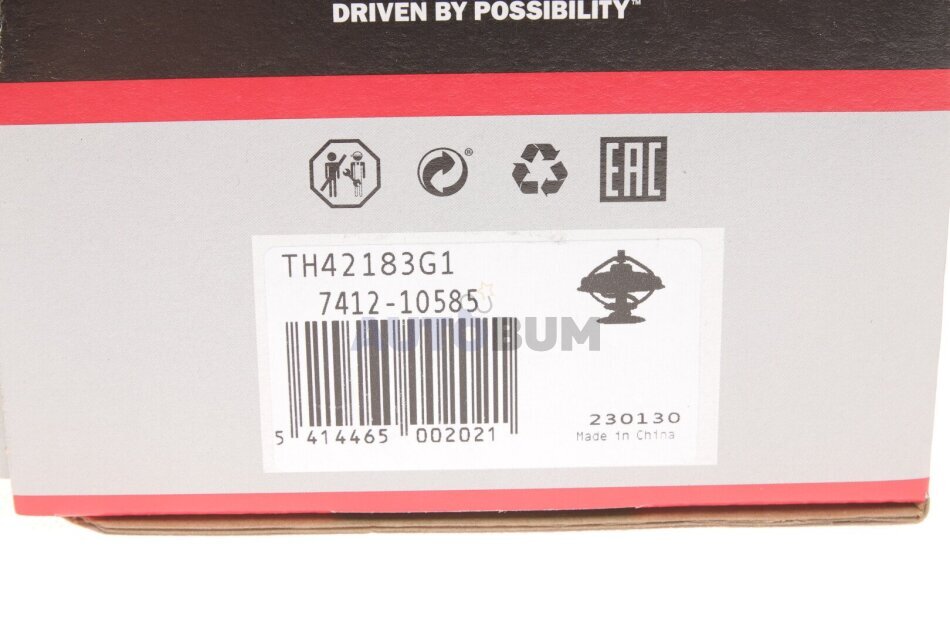 DRIVEN BY POSSIBILITY™
®
EAC
TH42183G1
7412-10585
AUTOBUM
5 414465 002021
230130
Made in China